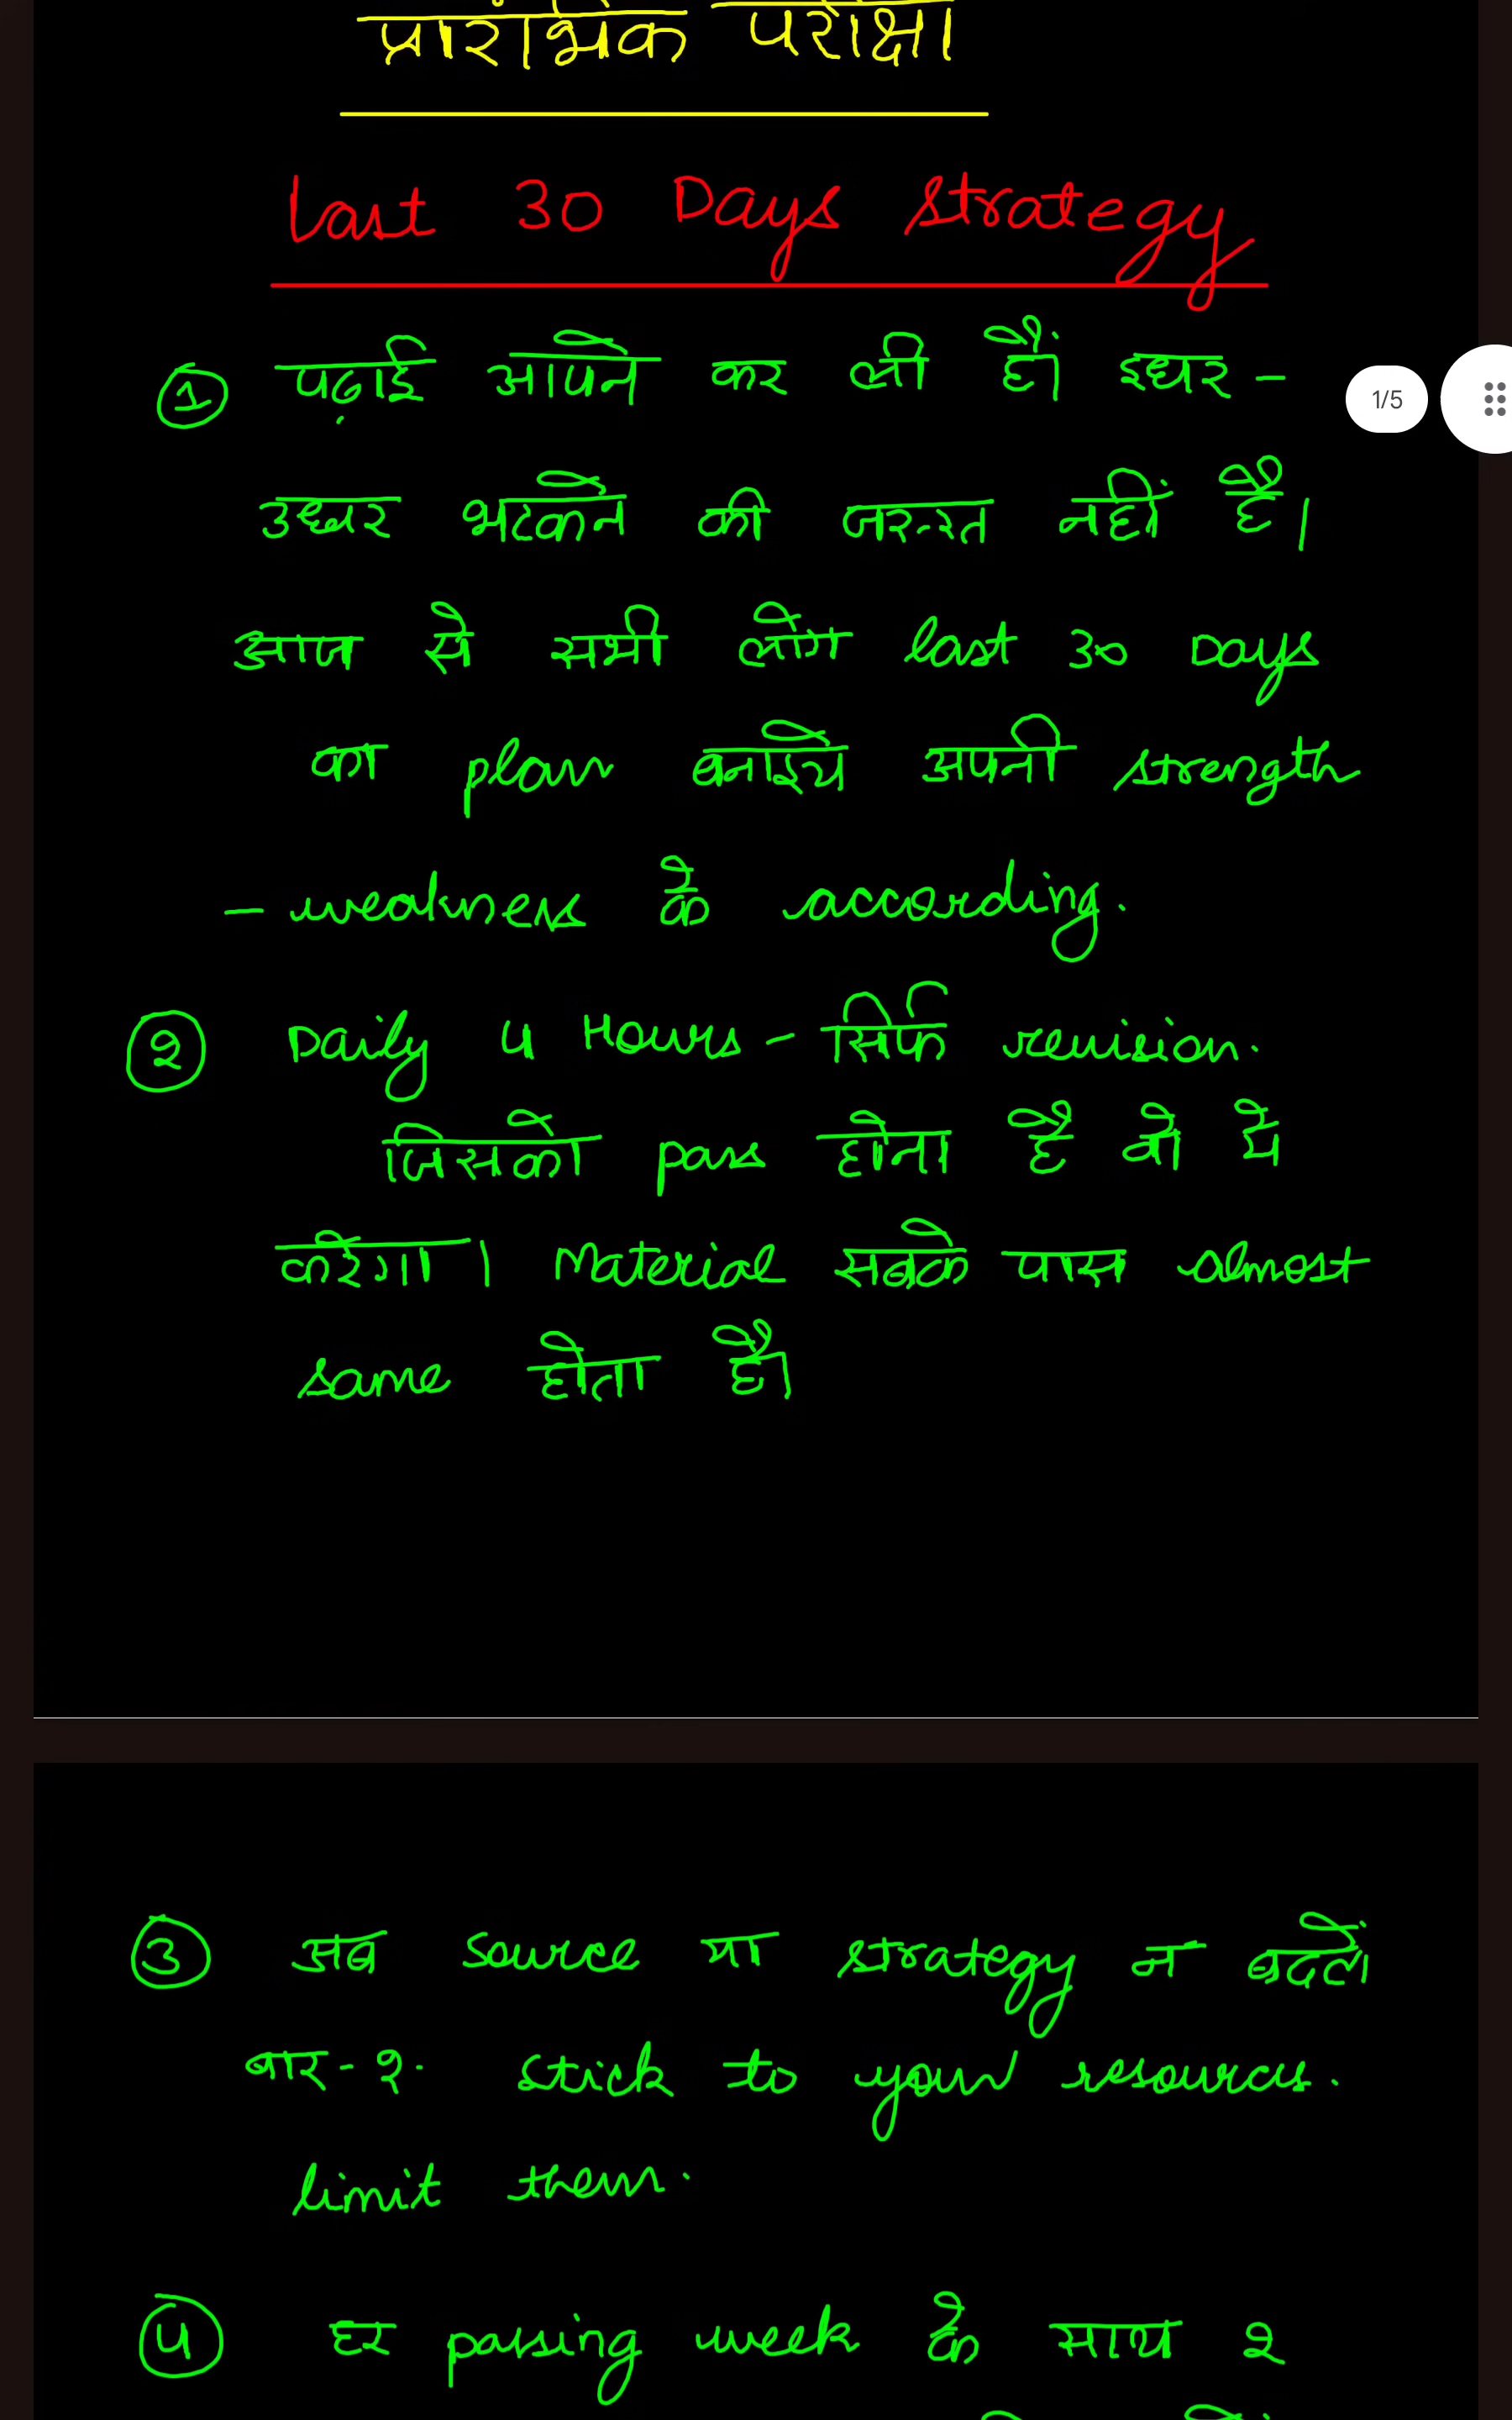 प्रारंभिक परीक्षा
Last 30 Days Strategy
① पढ़ाई आपने कर ली है। इधर -
उधर भटकने की जरूरत नहीं है।
आज से सभी लोग last 30 Days
का plan बनाइये अपनी strength
- weakness के according.
② Daily 4 Hours - सिर्फ revision.
जिसको pass होना है वो ये
करेगा। Material सबके पास almost
same होता है।
③ अब source या strategy न बदलें
बार-२. Stick to your resources.
limit them.
④ हर passing week के साथ 2
1/5